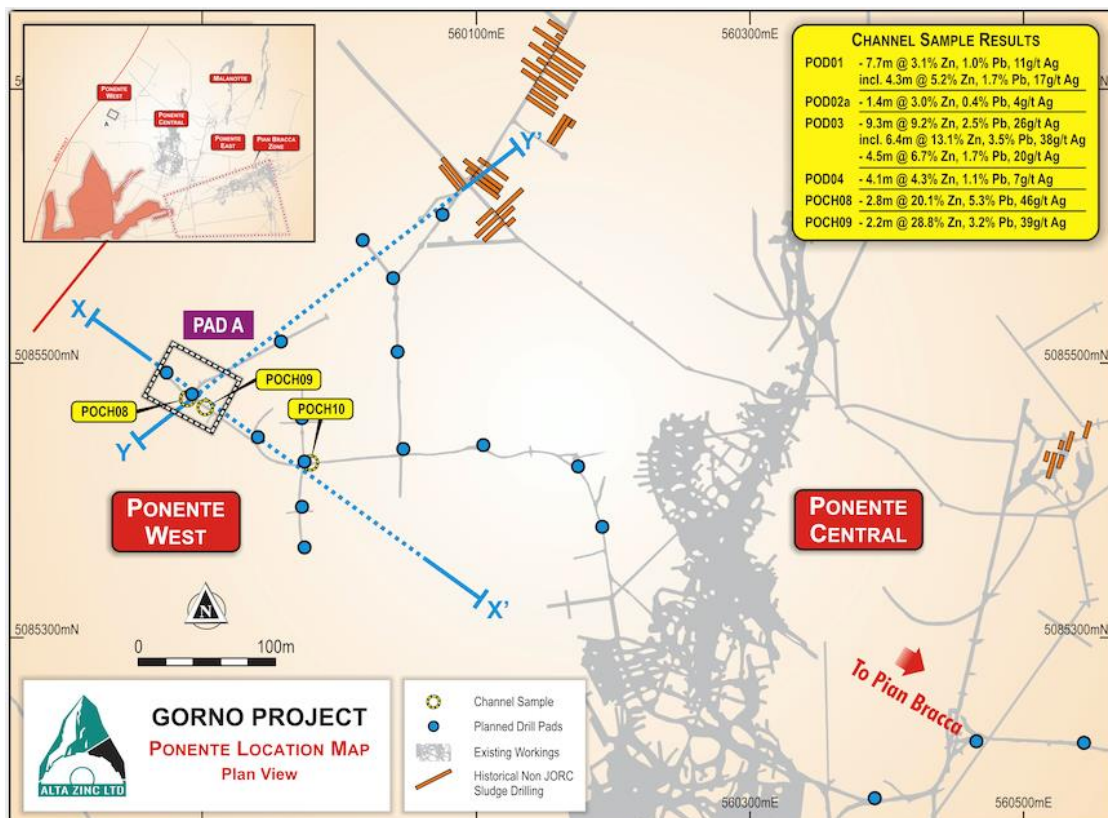 560100mE
560300mE
MALANOTTE
PONENTE
WEST
A
PONENTE
CENTRAL
PONENTE
EAST
PIAN BRACCA
ZONE
CHANNEL SAMPLE RESULTS
POD01 - 7.7m @ 3.1% Zn, 1.0% Pb, 11g/t Ag
incl. 4.3m @ 5.2% Zn, 1.7% Pb, 17g/t Ag
POD02a - 1.4m @ 3.0% Zn, 0.4% Pb, 4g/t Ag
POD03 - 9.3m @ 9.2% Zn, 2.5% Pb, 26g/t Ag
incl. 6.4m @ 13.1% Zn, 3.5% Pb, 38g/t Ag
- 4.5m @ 6.7% Zn, 1.7% Pb, 20g/t Ag
POD04 - 4.1m @ 4.3% Zn, 1.1% Pb, 7g/t Ag
POCH08 - 2.8m @ 20.1% Zn, 5.3% Pb, 46g/t Ag
POCH09 - 2.2m @ 28.8% Zn, 3.2% Pb, 39g/t Ag
Y'
X
PAD A
5085500mN
5085500mN
POCH09
POCH08
POCH10
Y
PONENTE
WEST
PONENTE
CENTRAL
X'
N
5085300mN
5085300mN
0 100m
To Pian Bracca
GORNO PROJECT
PONENTE LOCATION MAP
Plan View
ALTA ZINC LTD
Channel Sample
Planned Drill Pads
Existing Workings
Historical Non JORC
Sludge Drilling
560300mE
560500mE